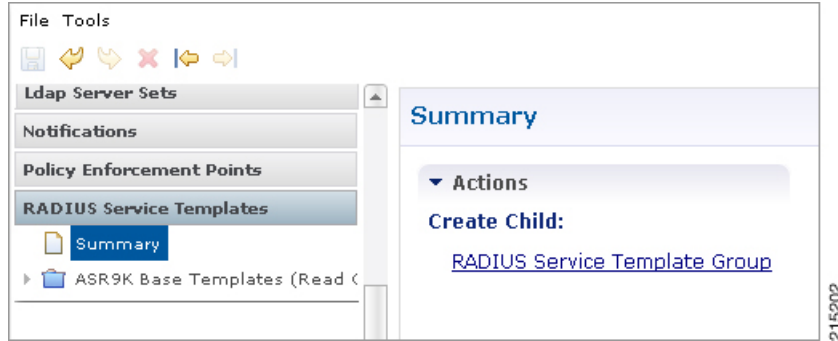 File Tools
Ldap Server Sets
Notifications
Policy Enforcement Points
RADIUS Service Templates
Summary
ASR9K Base Templates (Read
Summary
Actions
Create Child:
RADIUS Service Template Group
215202